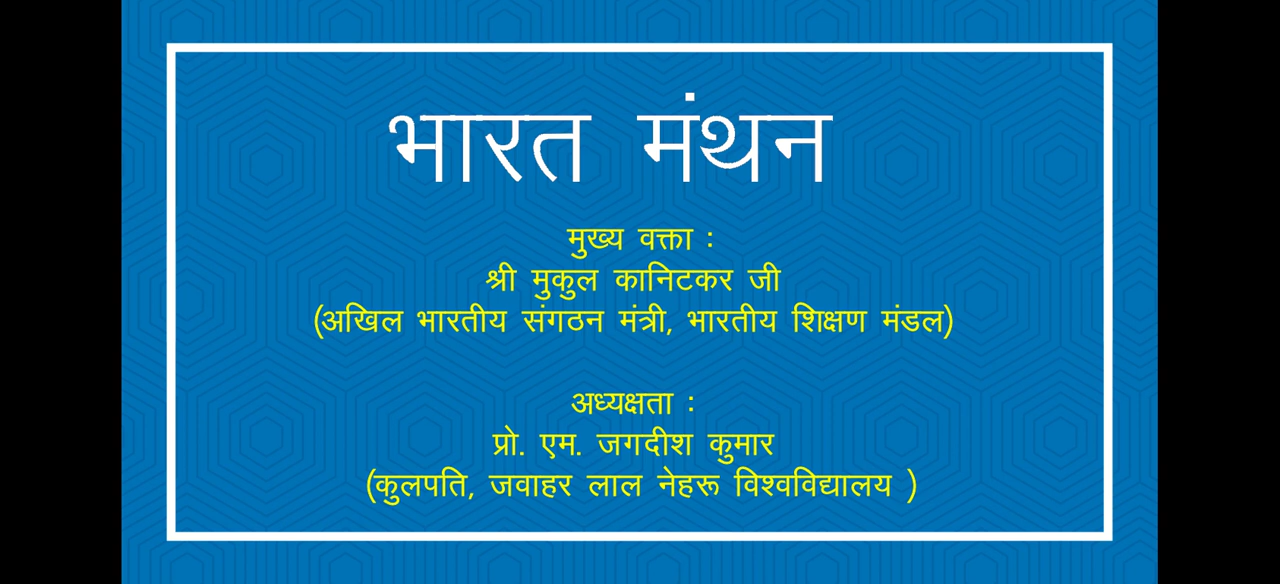 भारत मंथन
मुख्य वक्ता :
श्री मुकुल कानिटकर जी
(अखिल भारतीय संगठन मंत्री, भारतीय शिक्षण मंडल)
अध्यक्षता :
प्रो. एम. जगदीश कुमार
(कुलपति, जवाहर लाल नेहरू विश्वविद्यालय )